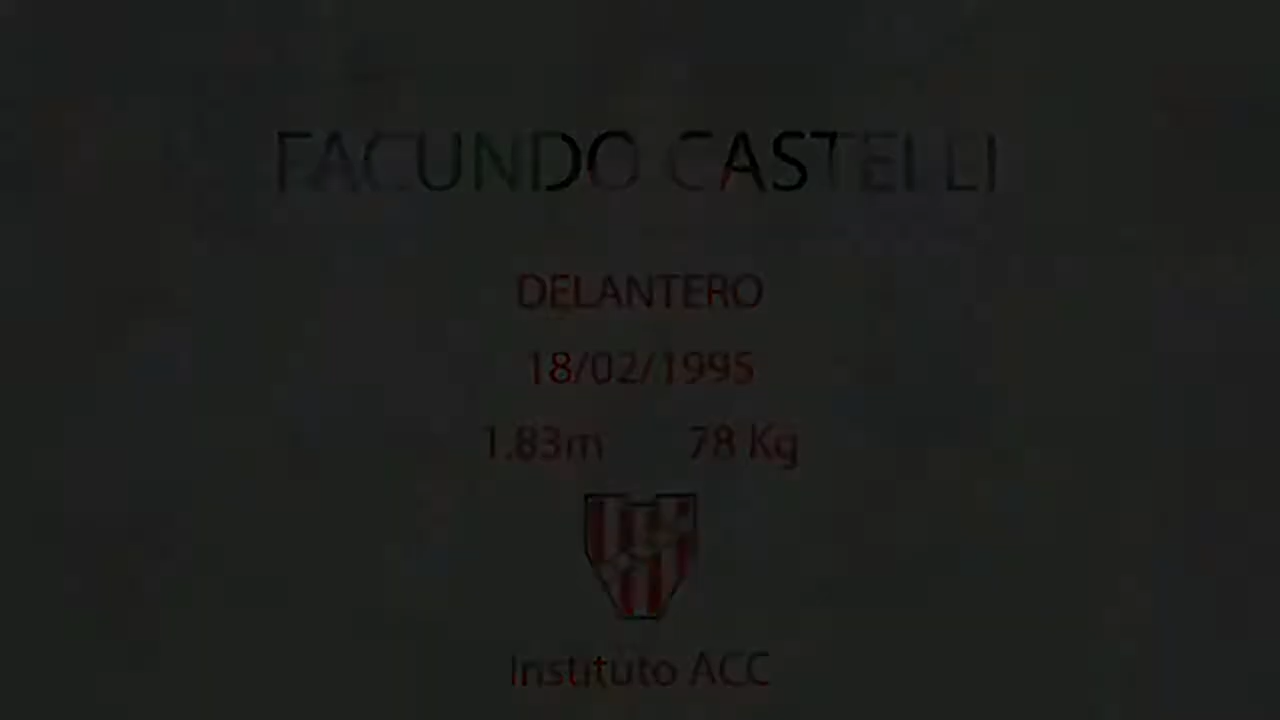 FACUNDO CASTELLI
DELANTERO
18/02/1995
1.83m 78 Kg
Instituto ACC